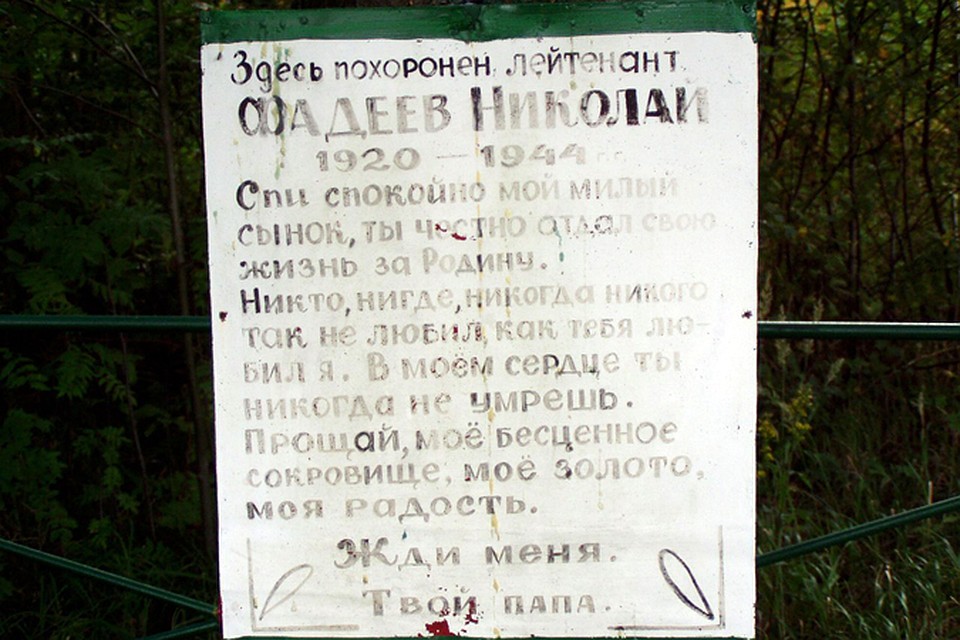 Здесь похоронен лейтенант
Фадеев Николай
1920 — 1944 г.г.
Спи спокойно мой милый
сынок, ты честно отдал свою
жизнь за Родину.
Никто, нигде, никогда никого
так не любил, как тебя лю-
бил я. В моём сердце ты
никогда не умрешь.
Прощай, моё бесценное
сокровище, моё золото,
моя радость.
Жди меня.
Твой папа.